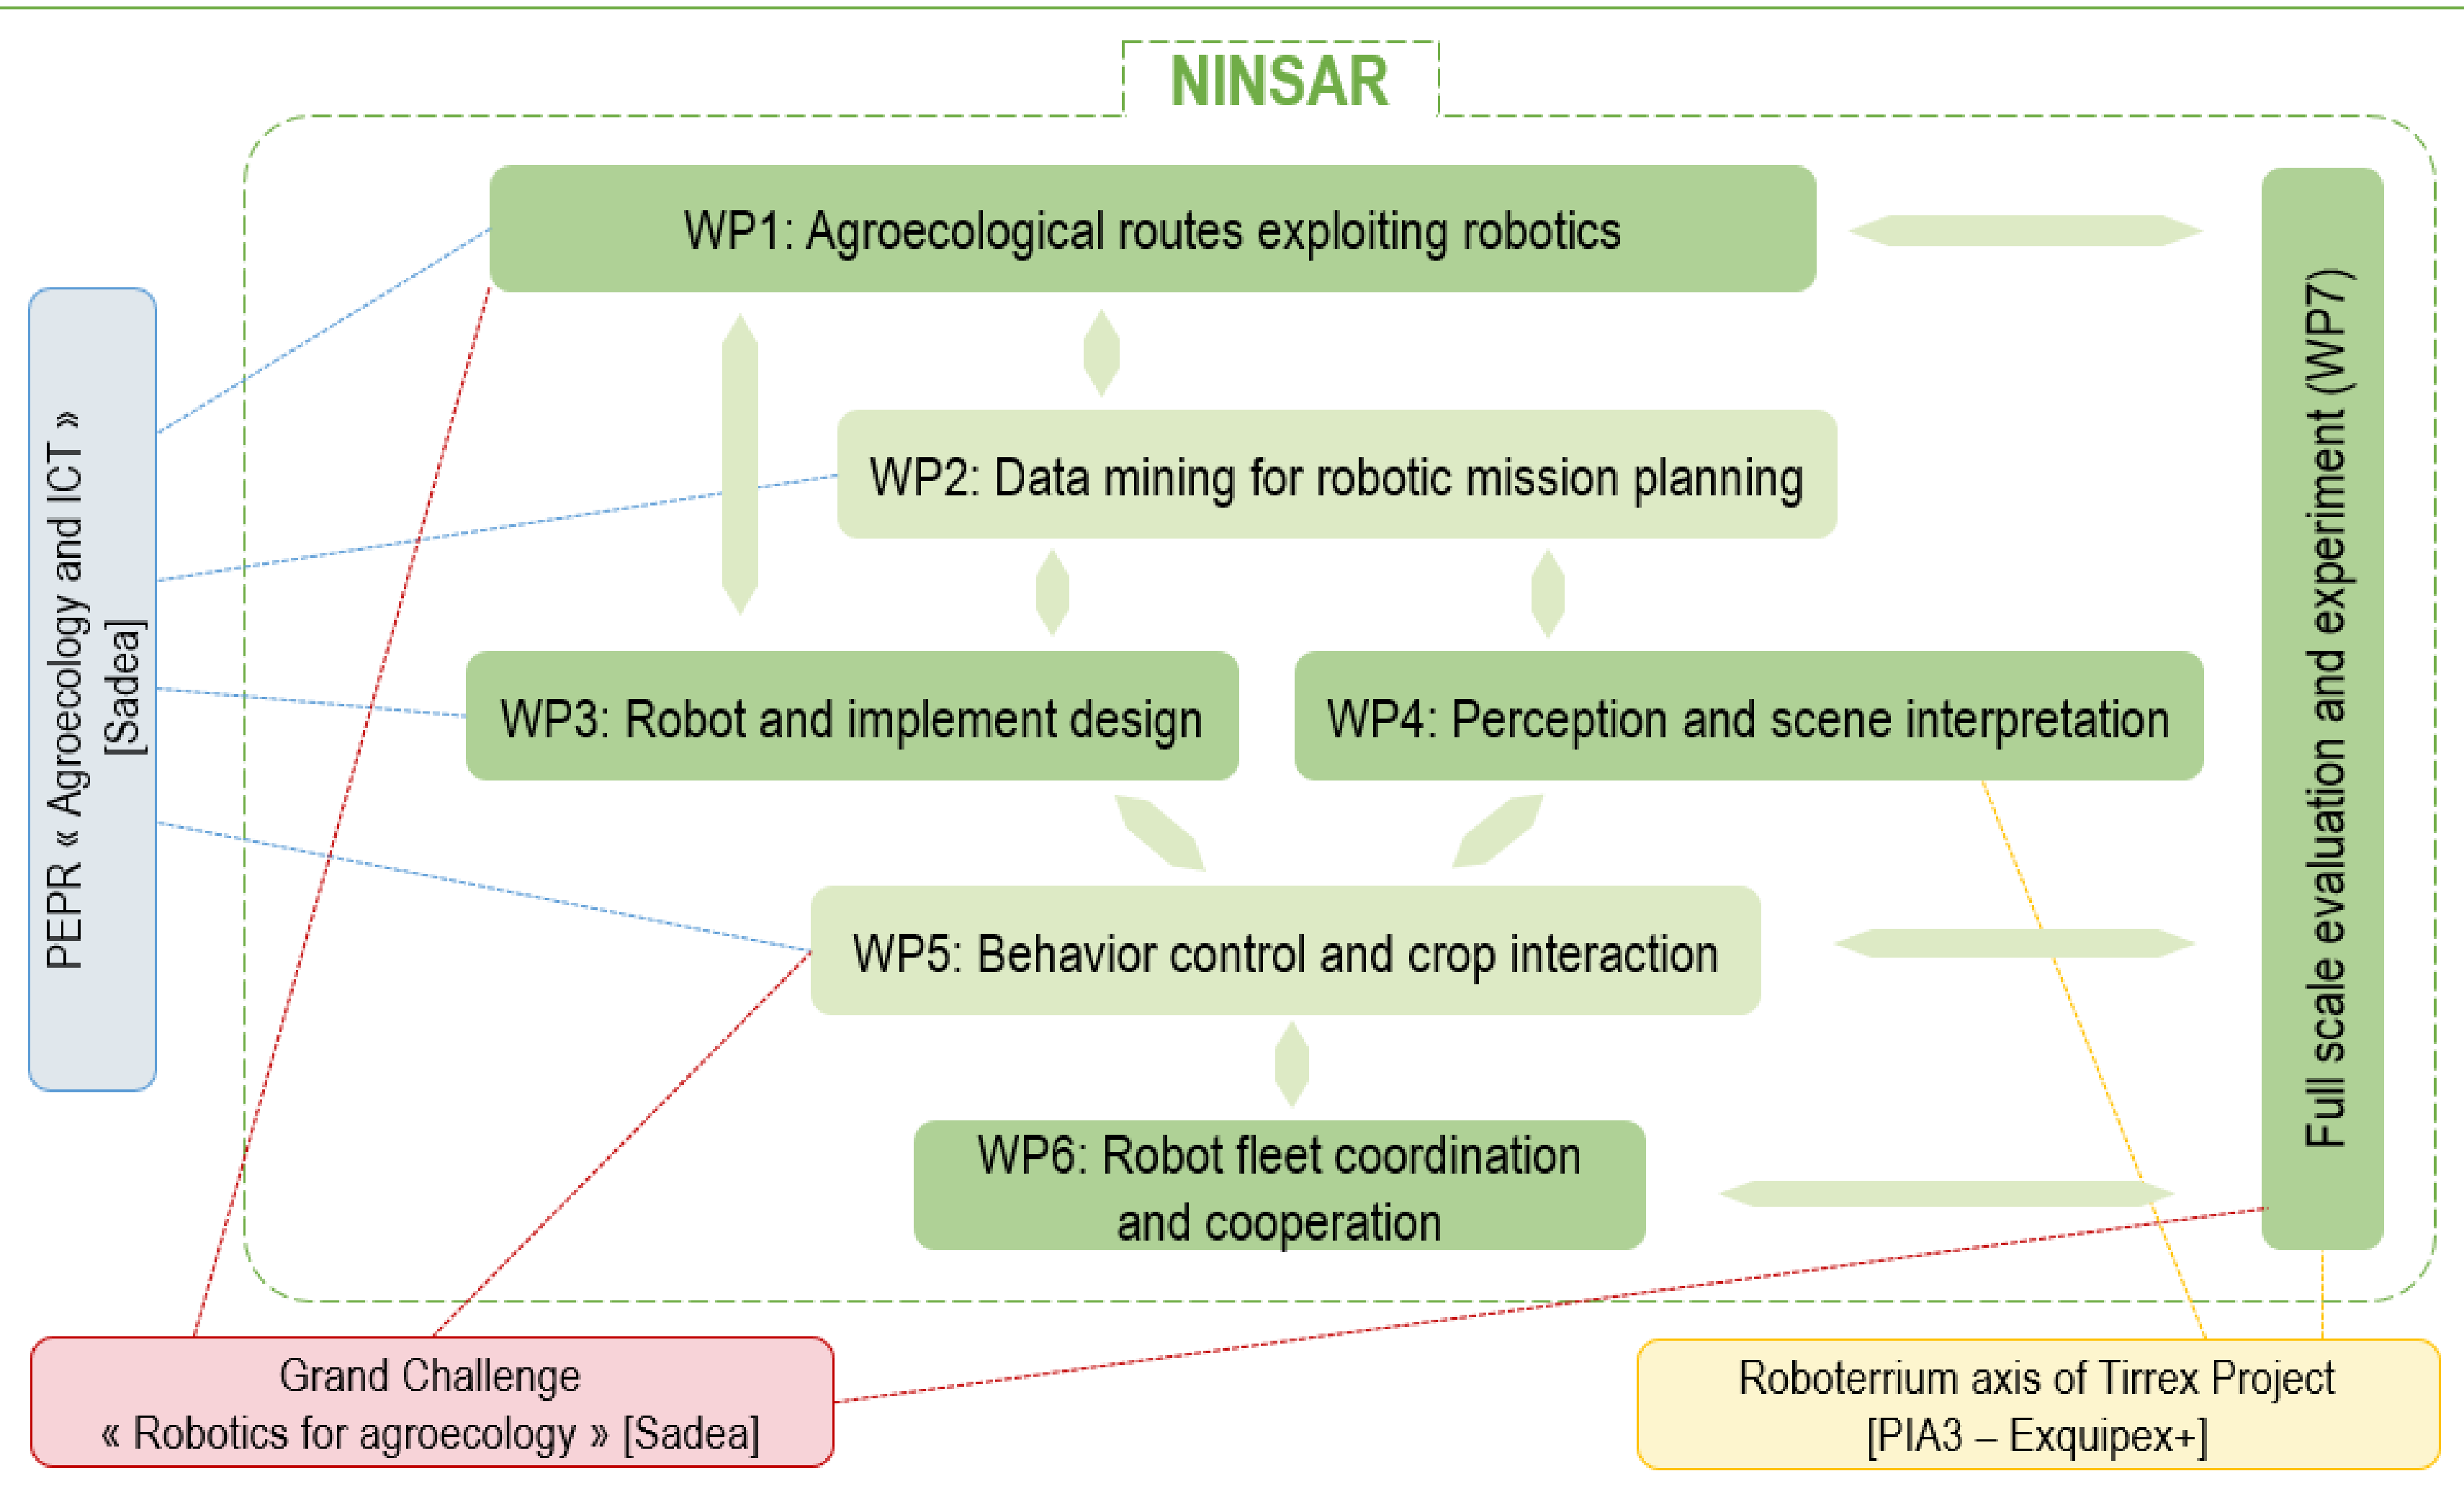 NINSAR
WP1: Agroecological routes exploiting robotics
WP2: Data mining for robotic mission planning
WP3: Robot and implement design
WP4: Perception and scene interpretation
WP5: Behavior control and crop interaction
WP6: Robot fleet coordination
and cooperation
Full scale evaluation and experiment (WP7)
PEPR « Agroecology and ICT »
[Sadea]
Grand Challenge
« Robotics for agroecology » [Sadea]
Roboterrium axis of Tirrex Project
[PIA3 – Exquipex+]